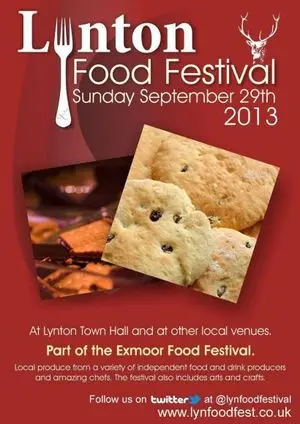 Lynton
Food Festival
Sunday September 29th
2013
At Lynton Town Hall and at other local venues.
Part of the Exmoor Food Festival.
Local produce from a variety of independent food and drink producers
and amazing chefs. The festival also includes arts and crafts.
Follow us on twitter at @lynfoodfestival
www.lynfoodfest.co.uk